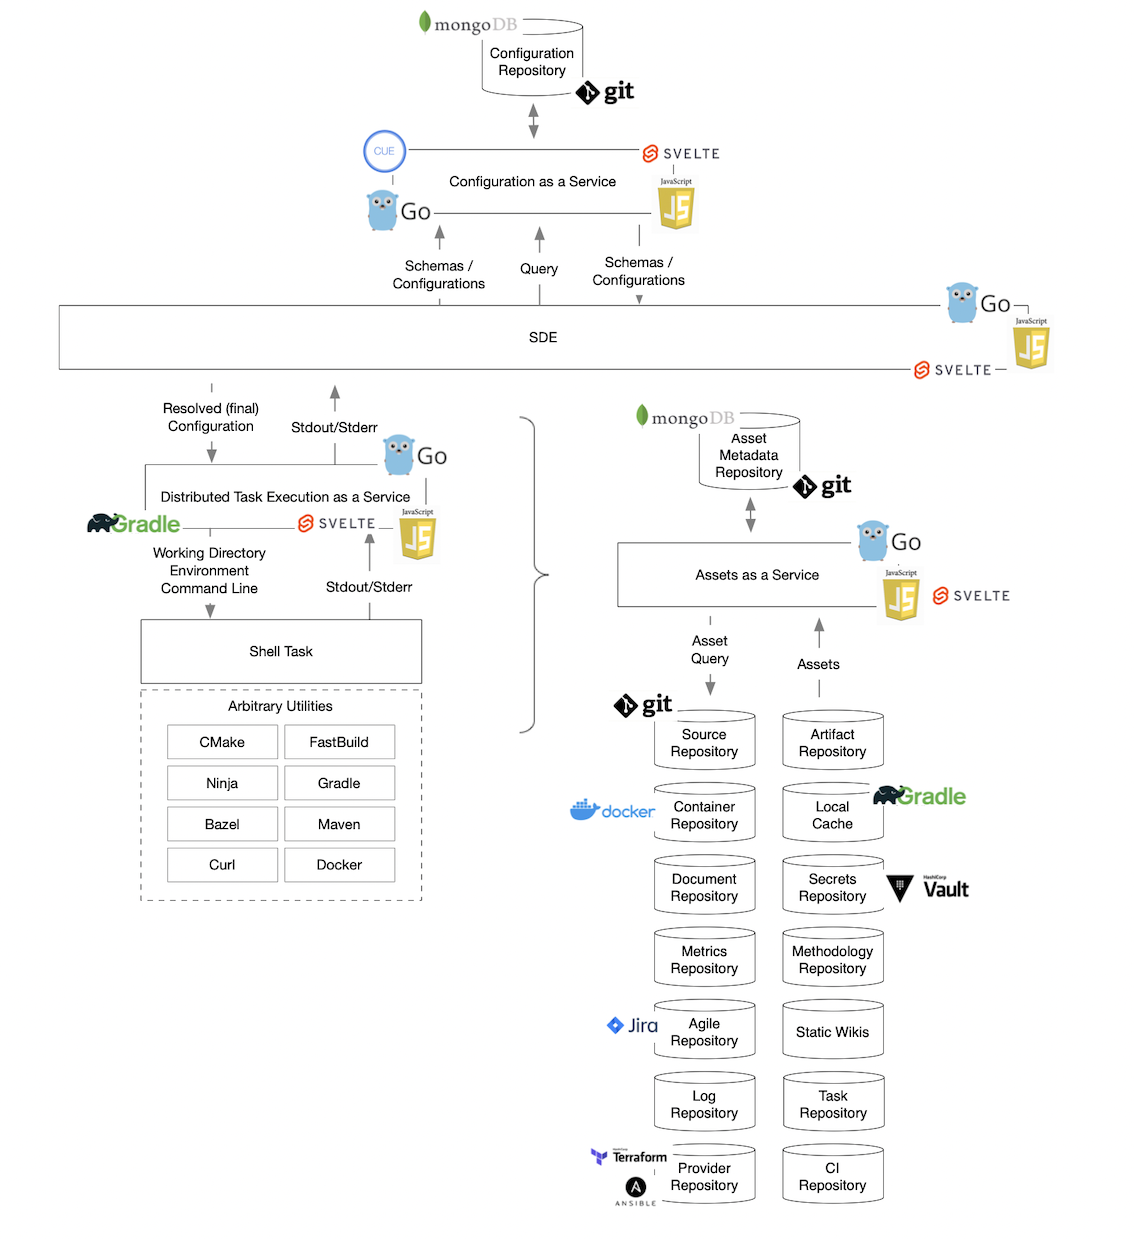 mongoDB
Configuration
Repository
git
CUE
SVELTE
Configuration as a Service
JavaScript
JS
Go
Schemas /
Configurations
Query
Schemas /
Configurations
Go
JavaScript
JS
SDE
SVELTE
Resolved (final)
Configuration
Stdout/Stderr
Go
Distributed Task Execution as a Service
Gradle
SVELTE
JavaScript
JS
Working Directory
Environment
Command Line
Stdout/Stderr
Shell Task
Arbitrary Utilities
CMake
FastBuild
Ninja
Gradle
Bazel
Maven
Curl
Docker
mongoDB
Asset
Metadata
Repository
git
Go
Assets as a Service
JavaScript
JS
SVELTE
Asset
Query
Assets
git
Source
Repository
Artifact
Repository
docker
Container
Repository
Local
Cache
Gradle
Document
Repository
Secrets
Repository
HashiCorp
Vault
Metrics
Repository
Methodology
Repository
Jira
Agile
Repository
Static Wikis
Log
Repository
Task
Repository
Terraform
ANSIBLE
Provider
Repository
CI
Repository